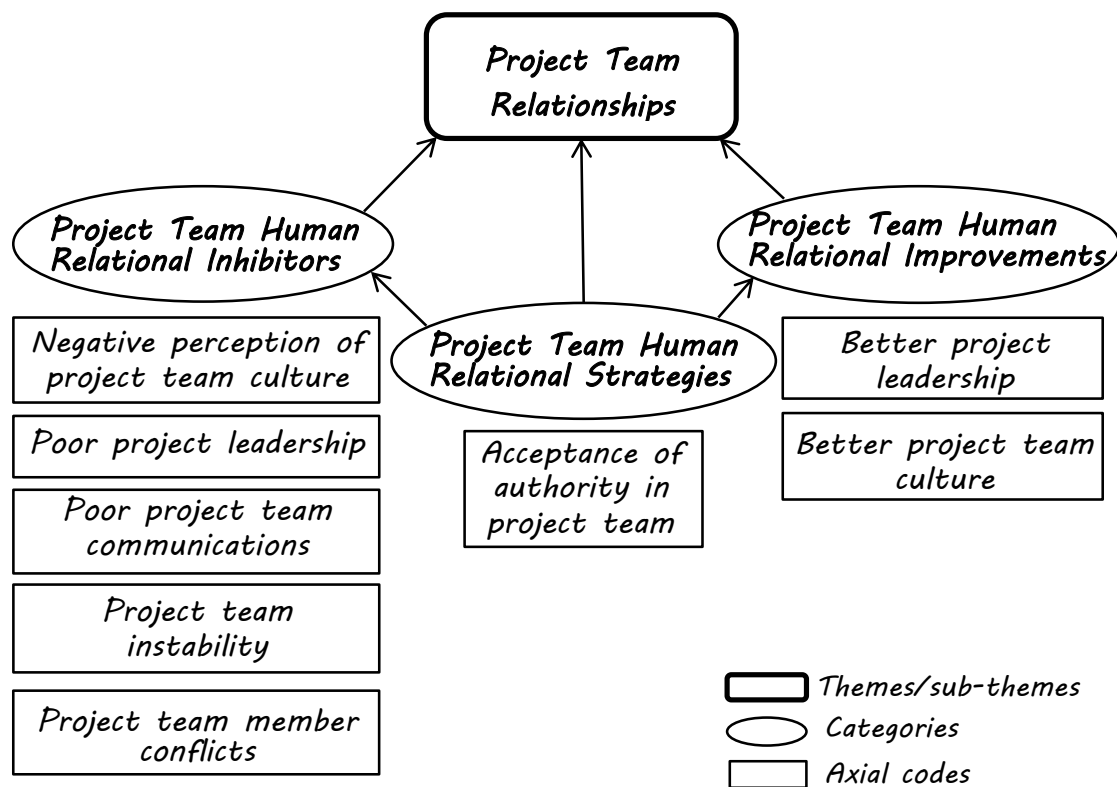 Project Team
Relationships
Project Team Human
Relational Inhibitors
Project Team Human
Relational Improvements
Project Team Human
Relational Strategies
Negative perception of
project team culture
Poor project leadership
Poor project team
communications
Project team
instability
Project team member
conflicts
Acceptance of
authority in
project team
Better project
leadership
Better project team
culture
Themes/sub-themes
Categories
Axial codes